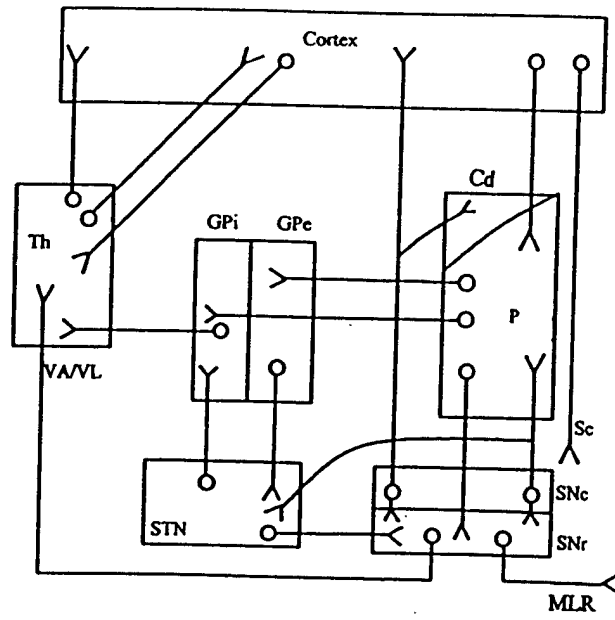 Cortex
Cd
Th
GPi
GPe
P
VA/VL
Sc
STN
SNc
SNr
MLR